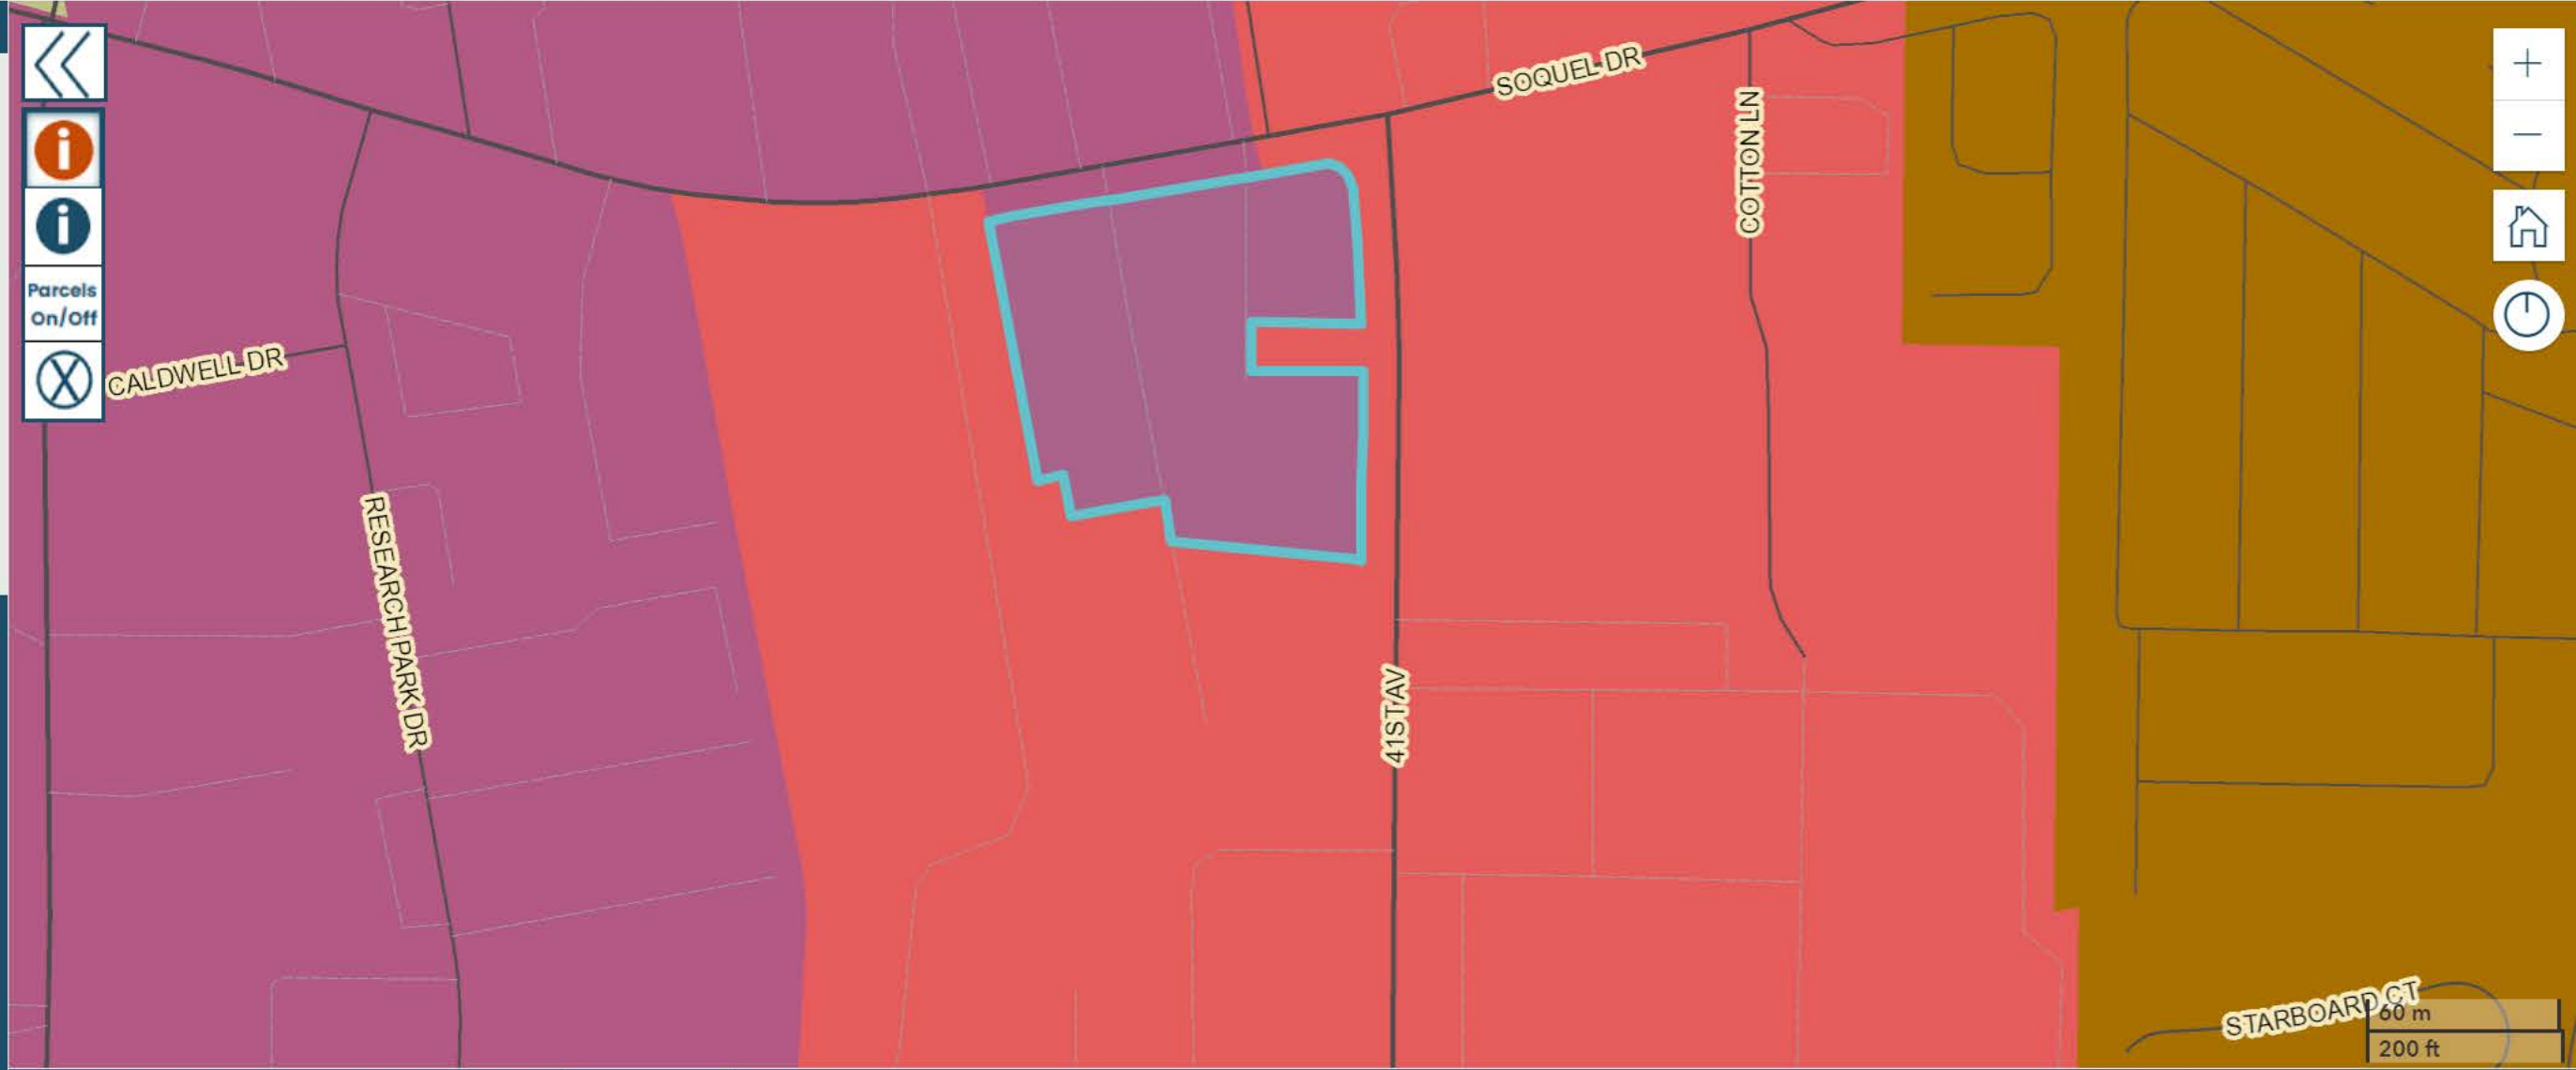 SOQUEL DR
COTTON LN
Parcels
On/Off
CALDWELL DR
RESEARCH PARK DR
41ST AV
STARBOARD CT
60 m
200 ft